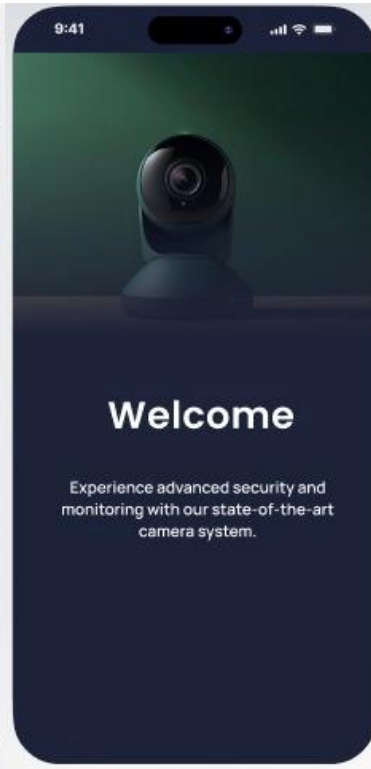 9:41
Welcome
Experience advanced security and
monitoring with our state-of-the-art
camera system.